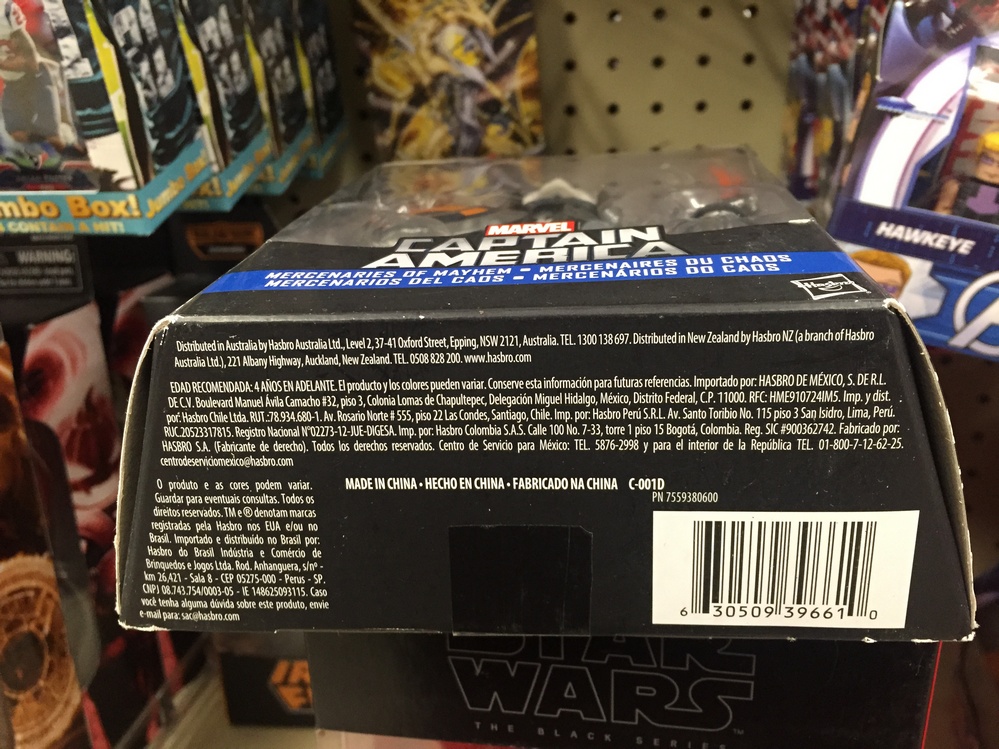 mbo Box!
Jumbo Box!
CONTAIN A HIT!
WARNING:
HAWKEYE
MARVEL
CAPTAIN
AMERICA
MERCENARIES OF MAYHEM - MERCENAIRES DU CHAOS
MERCENARIOS DEL CAOS - MERCENÁRIOS DO CAOS
Hasbro
Distributed in Australia by Hasbro Australia Ltd., Level 2, 37-41 Oxford Street, Epping, NSW 2121, Australia. TEL. 1300 138 697. Distributed in New Zealand by Hasbro NZ (a branch of Hasbro
Australia Ltd.), 221 Albany Highway, Auckland, New Zealand. TEL. 0508 828 200. www.hasbro.com
EDAD RECOMENDADA: 4 AÑOS EN ADELANTE. El producto y los colores pueden variar. Conserve esta información para futuras referencias. Importado por: HASBRO DE MÉXICO, S. DE R.L.
DE C.V. Boulevard Manuel Ávila Camacho #32, piso 3, Colonia Lomas de Chapultepec, Delegación Miguel Hidalgo, México, Distrito Federal, C.P. 11000. RFC: HME910724IM5. Imp. y dist.
por: Hasbro Chile Ltda. RUT.:78.934.680-1. Av. Rosario Norte # 555, piso 22 Las Condes, Santiago, Chile. Imp. por: Hasbro Perú S.R.L. Av. Santo Toribio No. 115 piso 3 San Isidro, Lima, Perú.
RUC.20523317815. Registro Nacional N°02273-12-JUE-DIGESA. Imp. por: Hasbro Colombia S.A.S. Calle 100 No. 7-33, torre 1 piso 15 Bogotá, Colombia. Reg. SIC #900362742. Fabricado por:
HASBRO S.A. (Fabricante de derecho). Todos los derechos reservados. Centro de Servicio para México: TEL. 5876-2998 y para el interior de la República TEL. 01-800-7-12-62-25.
centrodeserviciomexico@hasbro.com
O produto e as cores podem variar.
Guardar para eventuais consultas. Todos os
direitos reservados. TM e ® denotam marcas
registradas pela Hasbro nos EUA e/ou no
Brasil. Importado e distribuído no Brasil por:
Hasbro do Brasil Indústria e Comércio de
Brinquedos e Jogos Ltda. Rod. Anhanguera, s/nº -
km 26,421 - Sala 8 - CEP 05275-000 - Perus - SP.
CNPJ 08.743.754/0003-05 - IE 148625093115. Caso
você tenha alguma dúvida sobre este produto, envie
e-mail para: sac@hasbro.com
MADE IN CHINA • HECHO EN CHINA • FABRICADO NA CHINA C-001D
PN 7559380600
6 30509 39661 0
STAR
WARS
THE BLACK SERIES